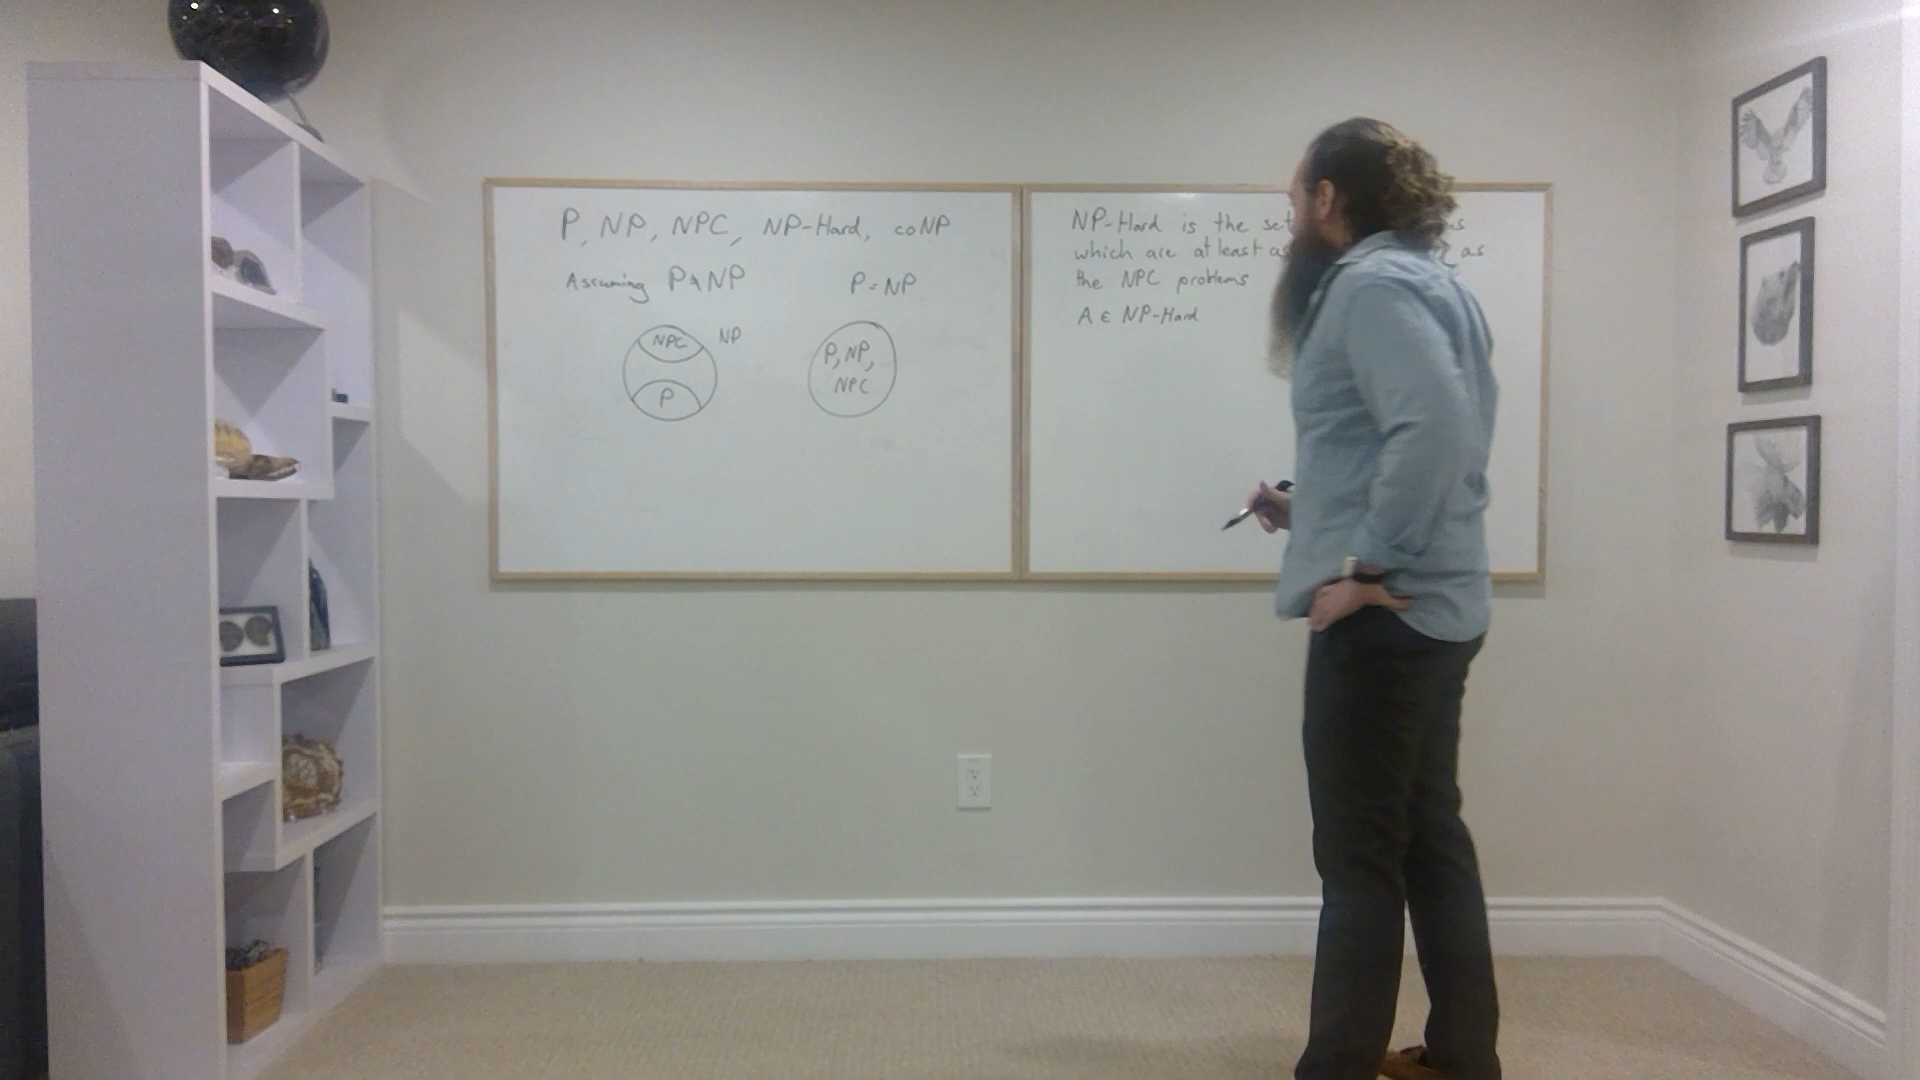 P, NP, NPC, NP-Hard, coNP
Assuming P≠NP
P=NP
NPC
NP
P
P, NP,
NPC
NP-Hard is the set
which are at least as as
the NPC problems
A ∈ NP-Hard